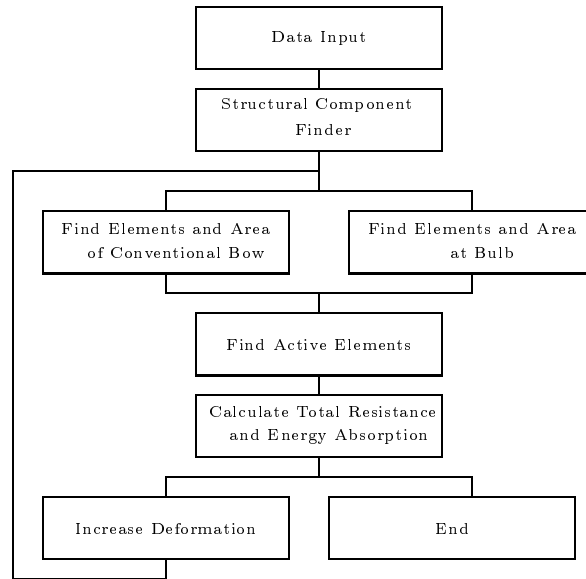 Data Input
Structural Component
Finder
Find Elements and Area
of Conventional Bow
Find Elements and Area
at Bulb
Find Active Elements
Calculate Total Resistance
and Energy Absorption
Increase Deformation
End